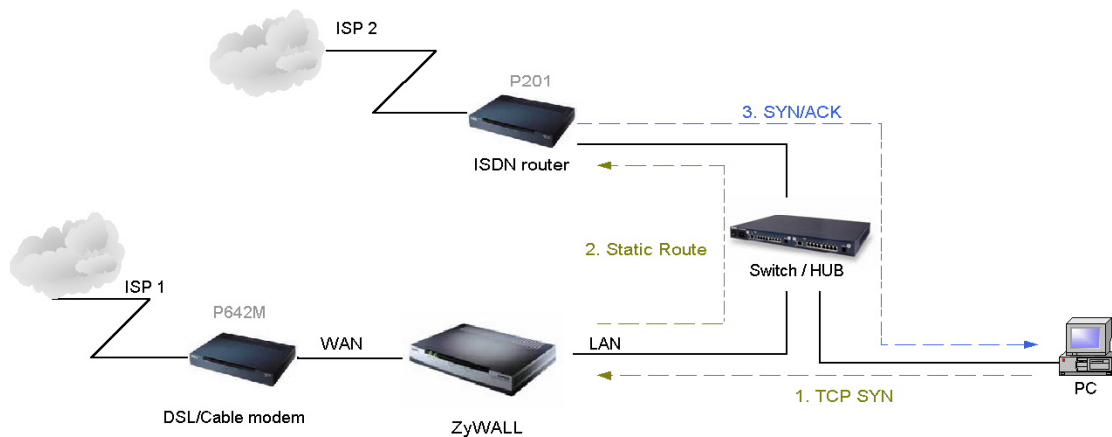 ISP 2
P201
3. SYN/ACK
ISDN router
2. Static Route
Switch / HUB
ISP 1
P642M
WAN
LAN
DSL/Cable modem
ZyWALL
1. TCP SYN
PC